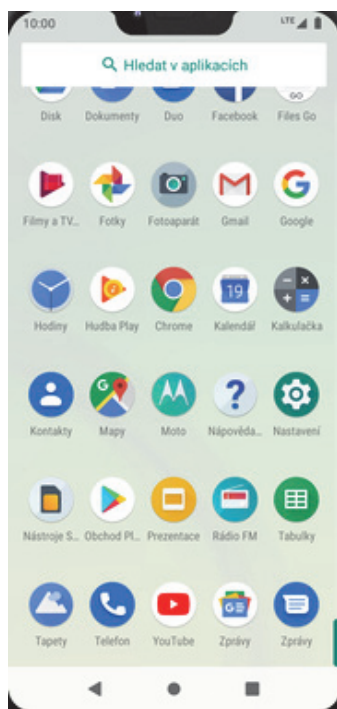 10:00 LTE
Hledat v aplikacích
GO
Disk Dokumenty Duo Facebook Files Go
Filmy a TV... Fotky Fotoaparát Gmail Google
19
Hodiny Hudba Play Chrome Kalendář Kalkulačka
G
Kontakty Mapy Moto Nápověda... Nastavení
Nástroje S... Obchod Pl... Prezentace Rádio FM Tabulky
GE
Tapety Telefon YouTube Zprávy Zprávy